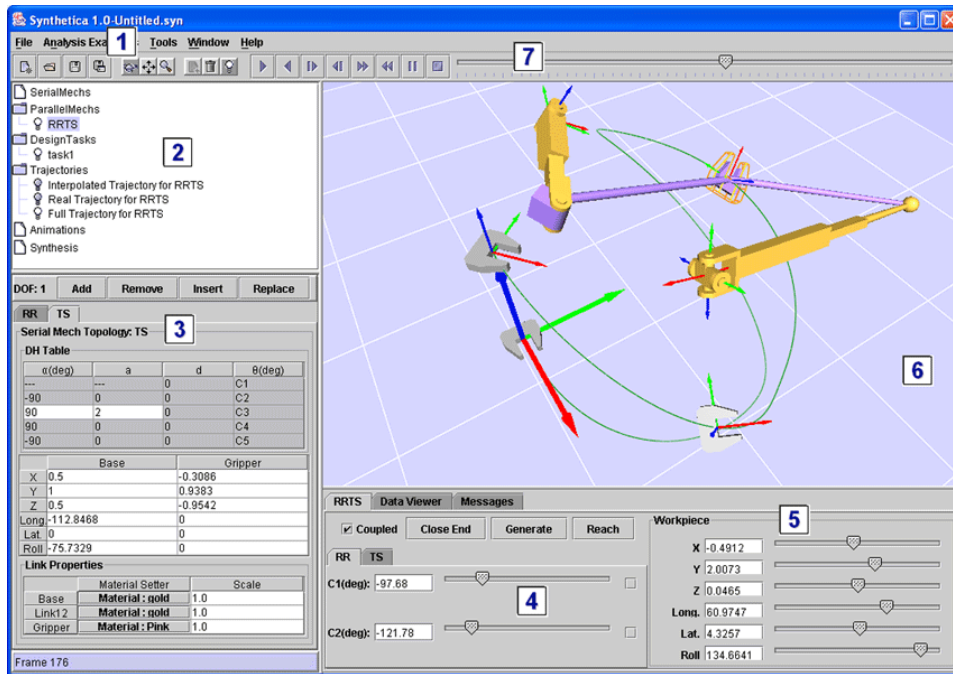 Synthetica 1.0-Untitled.syn
File Analysis Exa 1 : Tools Window Help
7
SerialMechs
ParallelMechs
RRTS
DesignTasks
task1
2
Trajectories
Interpolated Trajectory for RRTS
Real Trajectory for RRTS
Full Trajectory for RRTS
Animations
Synthesis
DOF: 1 Add Remove Insert Replace
RR TS
3
Serial Mech Topology: TS
DH Table
α(deg) a d θ(deg)
--- --- 0 C1
-90 0 0 C2
90 2 0 C3
90 0 0 C4
-90 0 0 C5
Base Gripper
X 0.5 -0.3086
Y 1 0.9383
Z 0.5 -0.9542
Long. -112.8468 0
Lat. 0 0
Roll -75.7329 0
Link Properties
Material Setter Scale
Base Material : gold 1.0
Link12 Material : gold 1.0
Gripper Material : Pink 1.0
Frame 176
6
RRTS Data Viewer Messages
Coupled Close End Generate Reach
RR TS
C1(deg): -97.68
4
C2(deg): -121.78
Workpiece
5
X -0.4912
Y 2.0073
Z 0.0465
Long. 60.9747
Lat. 4.3257
Roll 134.6641